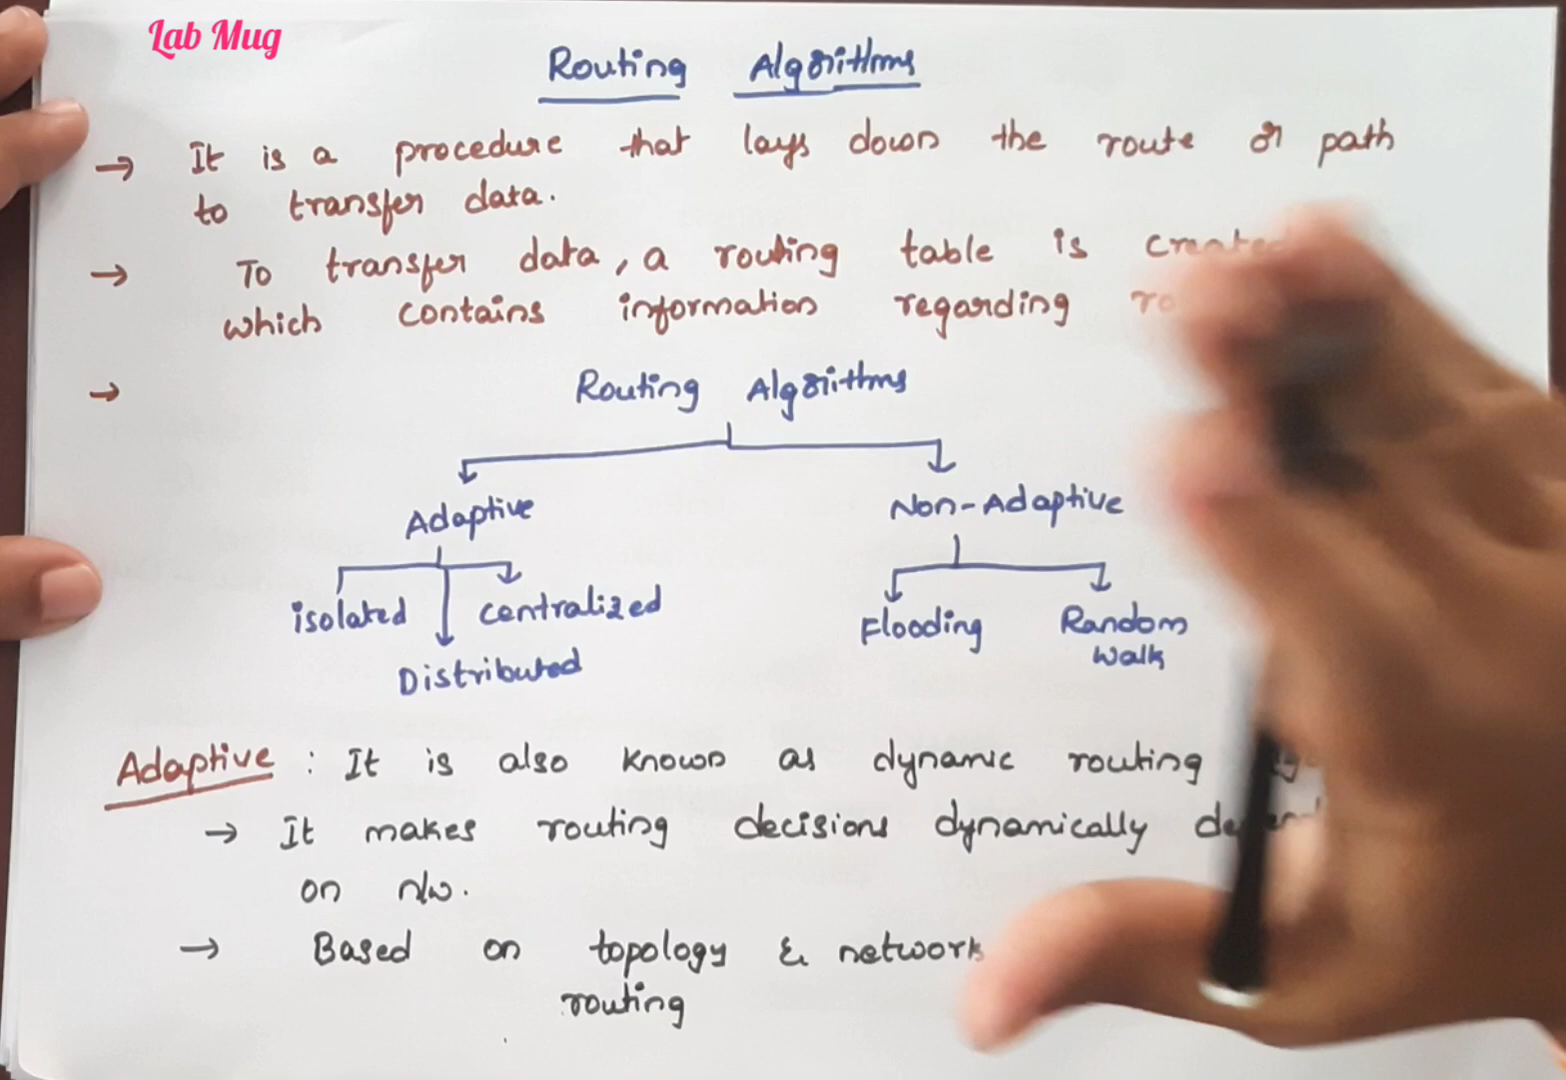 Lab Mug
Routing Algorithms
→ It is a procedure that lays down the route or path
to transfer data.
→ To transfer data, a routing table is created
which contains information regarding
→ Routing Algorithms
Adaptive Non-Adaptive
isolated centralized Flooding Random
Walk
Distributed
Adaptive : It is also known as dynamic routing
→ It makes routing decisions dynamically
on n/w.
→ Based on topology & network
routing